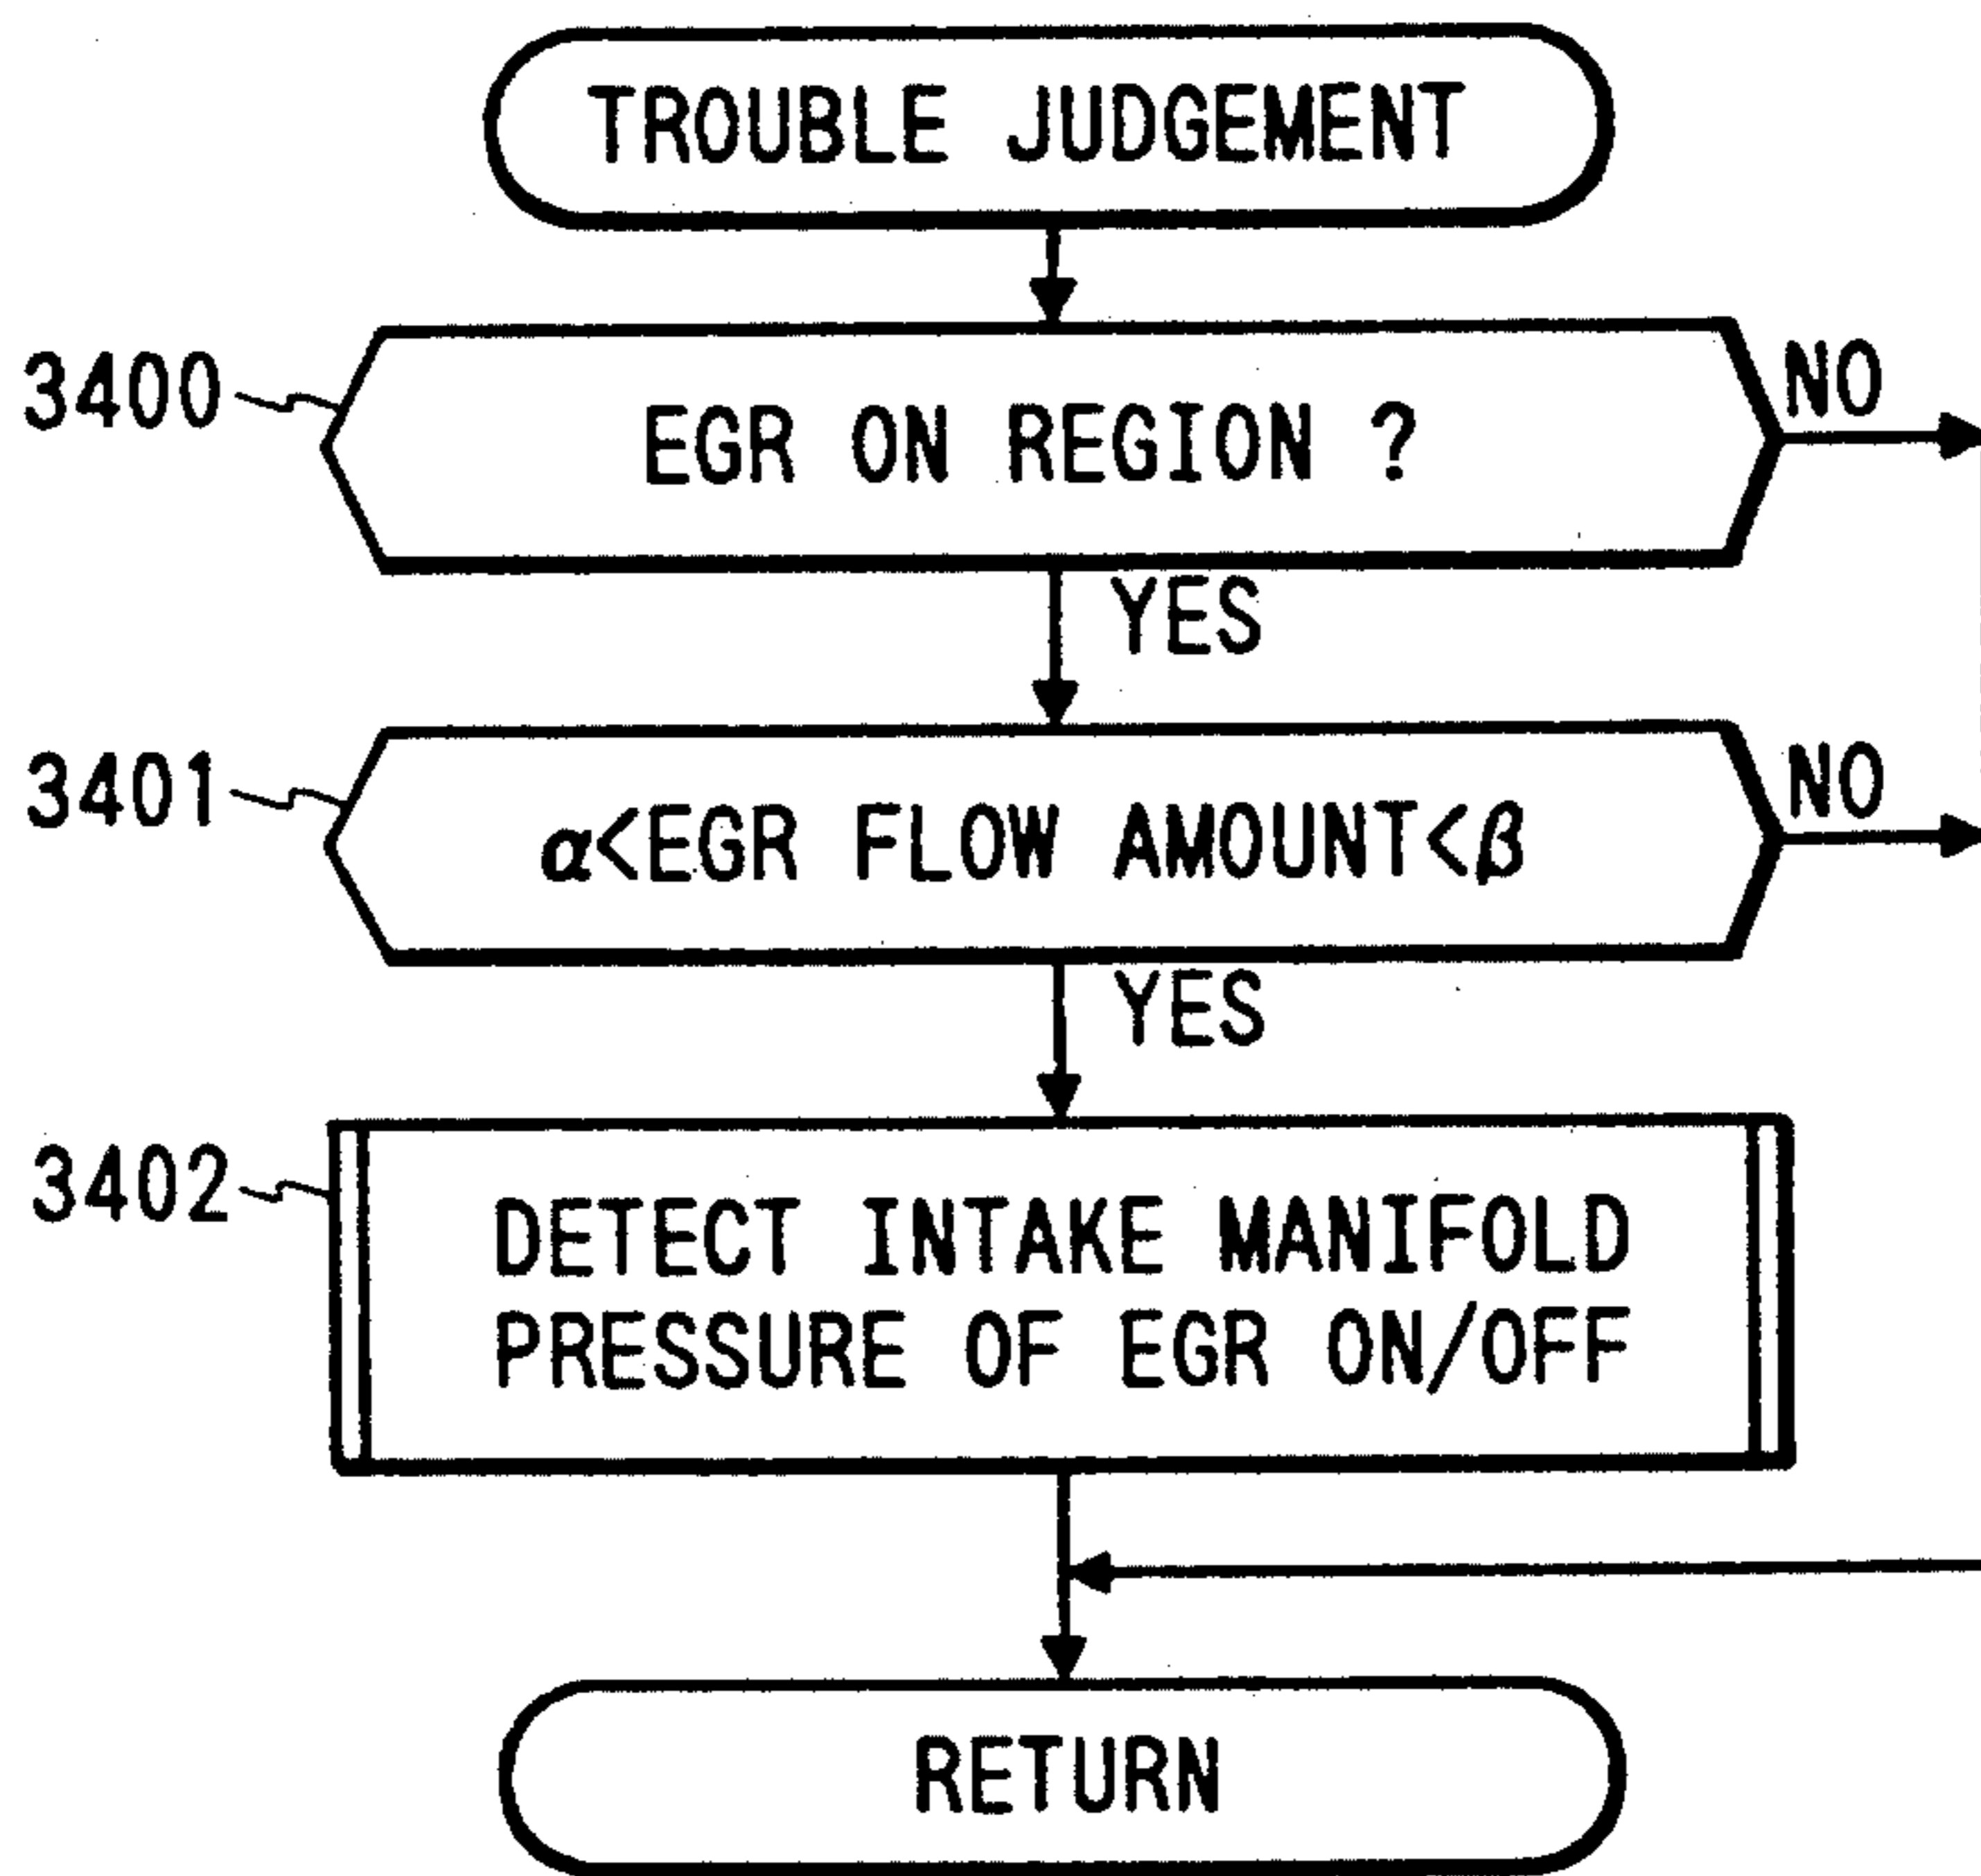 TROUBLE JUDGEMENT
3400
EGR ON REGION ?
NO
YES
3401
α<EGR FLOW AMOUNT<β
NO
YES
3402
DETECT INTAKE MANIFOLD
PRESSURE OF EGR ON/OFF
RETURN